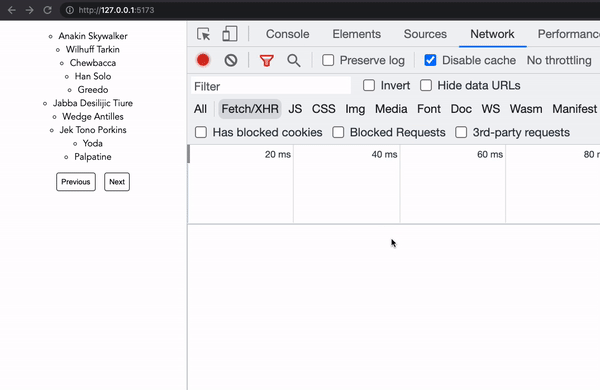 http://127.0.0.1:5173
Anakin Skywalker
Wilhuff Tarkin
Chewbacca
Han Solo
Greedo
Jabba Desilijic Tiure
Wedge Antilles
Jek Tono Porkins
Yoda
Palpatine
Previous Next
Console Elements Sources Network Performanc
Preserve log Disable cache No throttling
Filter Invert Hide data URLs
All Fetch/XHR JS CSS Img Media Font Doc WS Wasm Manifest
Has blocked cookies Blocked Requests 3rd-party requests
20 ms 40 ms 60 ms 80 m